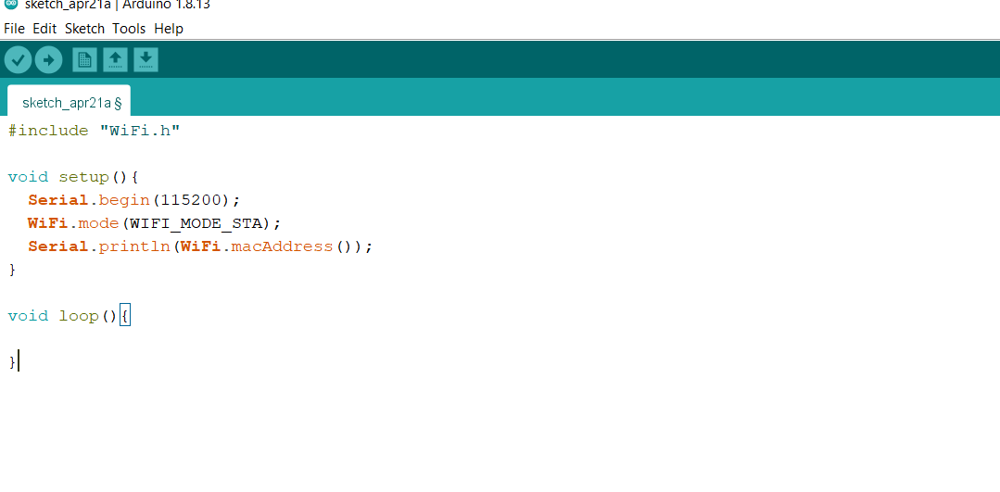 sketch_apr21a | Arduino 1.8.13
File Edit Sketch Tools Help
sketch_apr21a §
#include "WiFi.h"
void setup(){
  Serial.begin(115200);
  WiFi.mode(WIFI_MODE_STA);
  Serial.println(WiFi.macAddress());
}
void loop(){
}